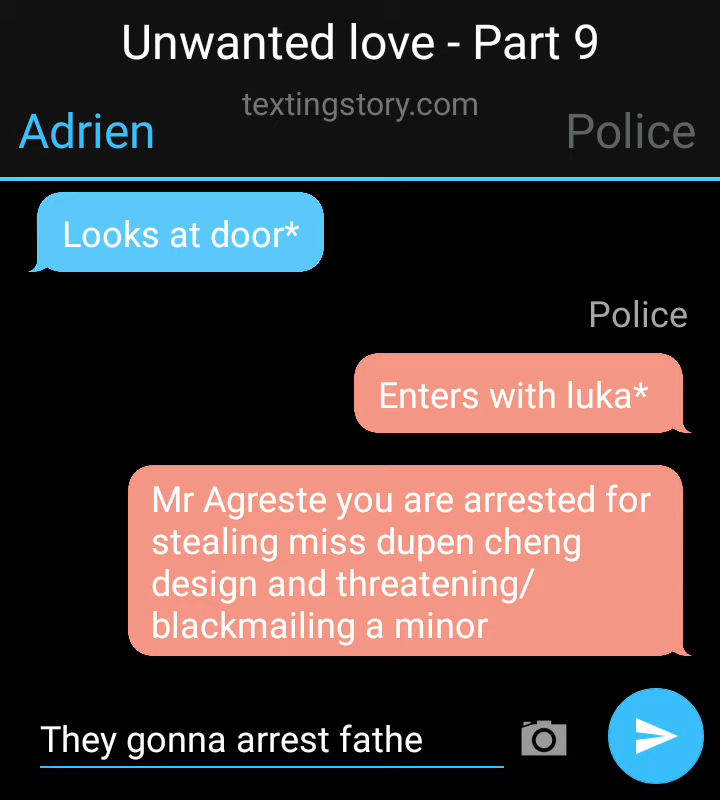 Unwanted love - Part 9
textingstory.com
Adrien
Police
Looks at door*
Police
Enters with luka*
Mr Agreste you are arrested for
stealing miss dupen cheng
design and threatening/
blackmailing a minor
They gonna arrest fathe